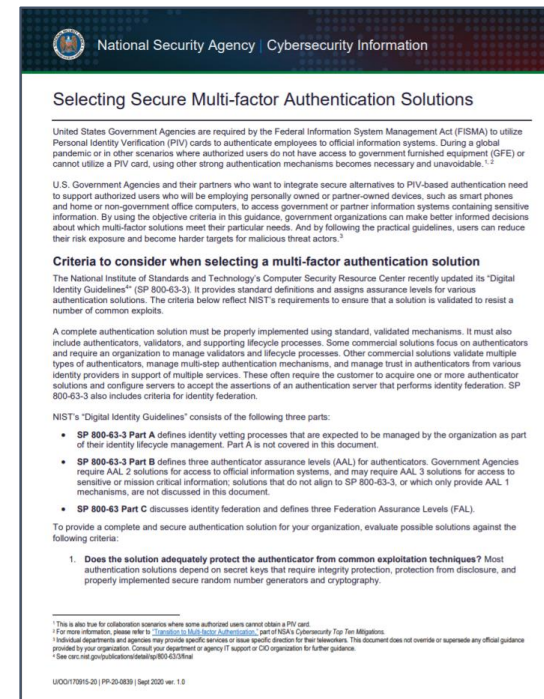 National Security Agency | Cybersecurity Information
Selecting Secure Multi-factor Authentication Solutions
United States Government Agencies are required by the Federal Information System Management Act (FISMA) to utilize
Personal Identity Verification (PIV) cards to authenticate employees to official information systems. During a global
pandemic or in other scenarios where authorized users do not have access to government furnished equipment (GFE) or
cannot utilize a PIV card, using other strong authentication mechanisms becomes necessary and unavoidable.1, 2
U.S. Government Agencies and their partners who want to integrate secure alternatives to PIV-based authentication need
to support authorized users who will be employing personally owned or partner-owned devices, such as smart phones
and home or non-government office computers, to access government or partner information systems containing sensitive
information. By using the objective criteria in this guidance, government organizations can make better informed decisions
about which multi-factor solutions meet their particular needs. And by following the practical guidelines, users can reduce
their risk exposure and become harder targets for malicious threat actors.3
Criteria to consider when selecting a multi-factor authentication solution
The National Institute of Standards and Technology's Computer Security Resource Center recently updated its "Digital
Identity Guidelines4" (SP 800-63-3). It provides standard definitions and assigns assurance levels for various
authentication solutions. The criteria below reflect NIST's requirements to ensure that a solution is validated to resist a
number of common exploits.
A complete authentication solution must be properly implemented using standard, validated mechanisms. It must also
include authenticators, validators, and supporting lifecycle processes. Some commercial solutions focus on authenticators
and require an organization to manage validators and lifecycle processes. Other commercial solutions validate multiple
types of authenticators, manage multi-step authentication mechanisms, and manage trust in authenticators from various
identity providers in support of multiple services. These often require the customer to acquire one or more authenticator
solutions and configure servers to accept the assertions of an authentication server that performs identity federation. SP
800-63-3 also includes criteria for identity federation.
NIST's "Digital Identity Guidelines" consists of the following three parts:
• SP 800-63-3 Part A defines identity vetting processes that are expected to be managed by the organization as part
of their identity lifecycle management. Part A is not covered in this document.
• SP 800-63-3 Part B defines three authenticator assurance levels (AAL) for authenticators. Government Agencies
require AAL 2 solutions for access to official information systems, and may require AAL 3 solutions for access to
sensitive or mission critical information; solutions that do not align to SP 800-63-3, or which only provide AAL 1
mechanisms, are not discussed in this document.
• SP 800-63 Part C discusses identity federation and defines three Federation Assurance Levels (FAL).
To provide a complete and secure authentication solution for your organization, evaluate possible solutions against the
following criteria:
1. Does the solution adequately protect the authenticator from common exploitation techniques? Most
authentication solutions depend on secret keys that require integrity protection, protection from disclosure, and
properly implemented secure random number generators and cryptography.
1 This is also true for collaboration scenarios where some authorized users cannot obtain a PIV card.
2 For more information, please refer to "Transition to Multi-factor Authentication," part of NSA's Cybersecurity Top Ten Mitigations.
3 Individual departments and agencies may provide specific services or issue specific direction for their teleworkers. This document does not override or supersede any official guidance
provided by your organization. Consult your department or agency IT support or CIO organization for further guidance.
4 See csrc.nist.gov/publications/detail/sp/800-63/3/final
U/OO/170915-20 | PP-20-0839 | Sept 2020 ver. 1.0